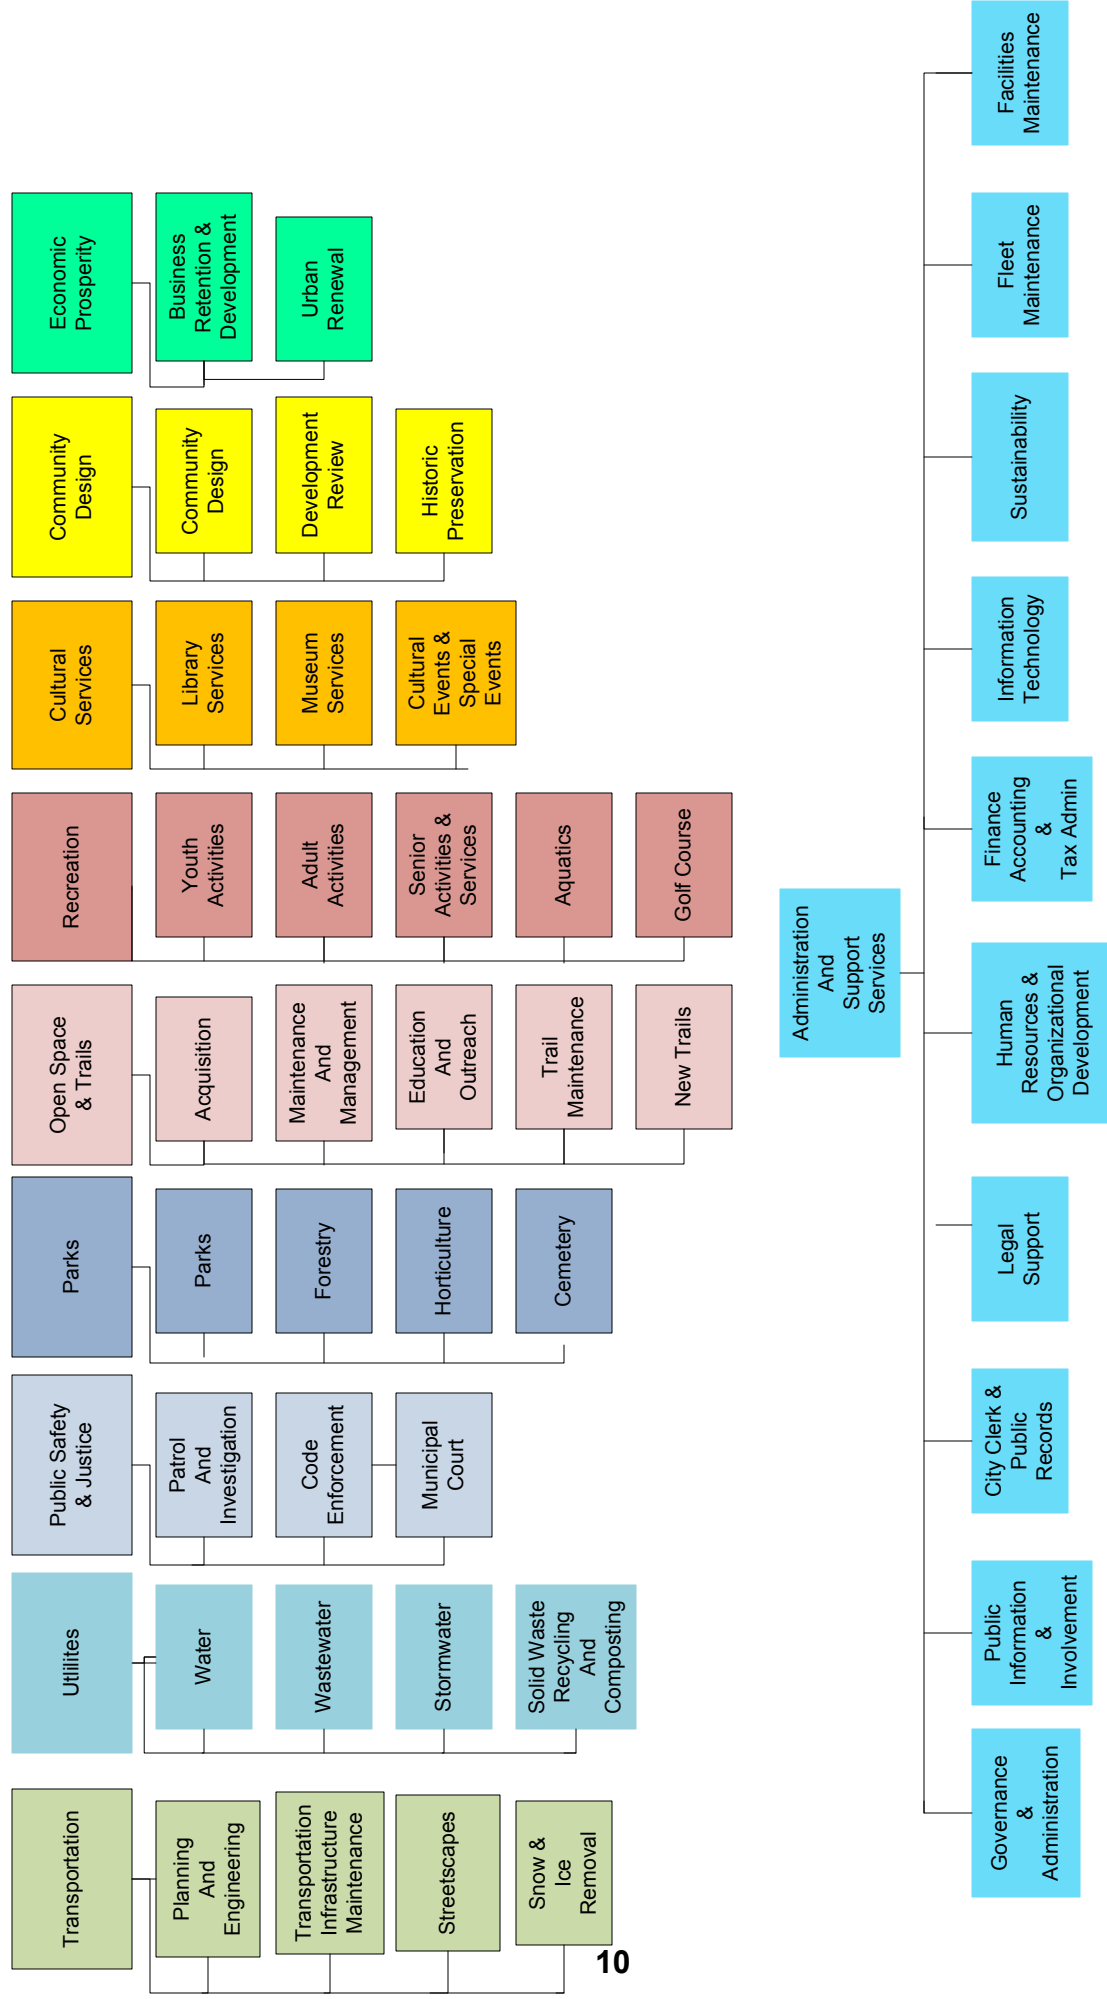 Transportation
Planning
And
Engineering
Transportation
Infrastructure
Maintenance
Streetscapes
Snow &
Ice
Removal
Utilites
Water
Wastewater
Stormwater
Solid Waste
Recycling
And
Composting
Public Safety
& Justice
Patrol
And
Investigation
Code
Enforcement
Municipal
Court
Parks
Parks
Forestry
Horticulture
Cemetery
Open Space
& Trails
Acquisition
Maintenance
And
Management
Education
And
Outreach
Trail
Maintenance
New Trails
Recreation
Youth
Activities
Adult
Activities
Senior
Activities &
Services
Aquatics
Golf Course
Cultural
Services
Library
Services
Museum
Services
Cultural
Events &
Special
Events
Community
Design
Community
Design
Development
Review
Historic
Preservation
Economic
Prosperity
Business
Retention &
Development
Urban
Renewal
Administration
And
Support
Services
Governance
&
Administration
Public
Information
&
Involvement
City Clerk &
Public
Records
Legal
Support
Human
Resources &
Organizational
Development
Finance
Accounting
&
Tax Admin
Information
Technology
Sustainability
Fleet
Maintenance
Facilities
Maintenance
10